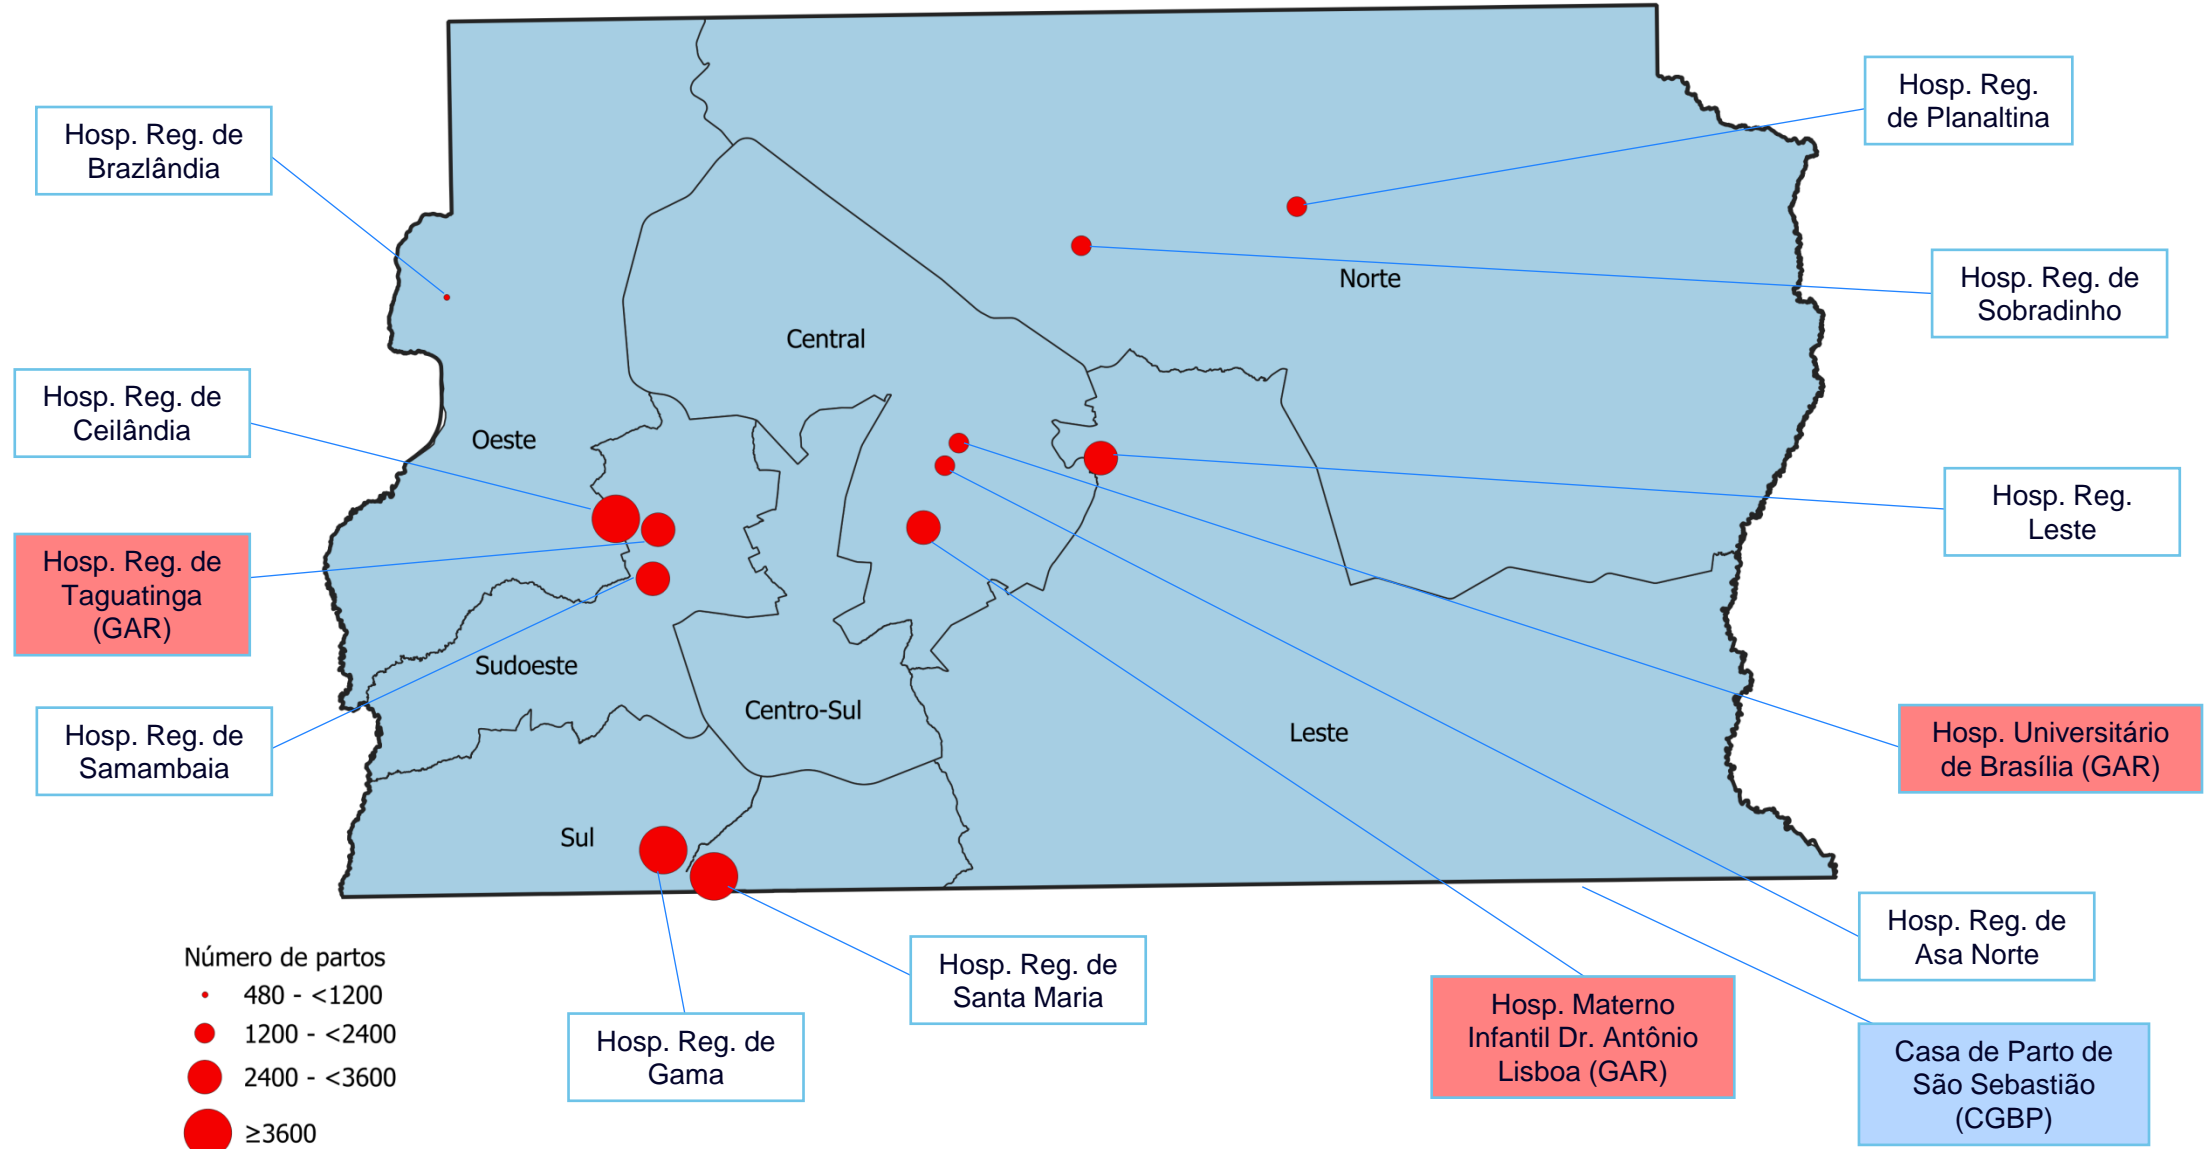 Hosp. Reg.
de Planaltina
Hosp. Reg. de
Brazlândia
Hosp. Reg. de
Sobradinho
Norte
Central
Hosp. Reg. de
Ceilândia
Oeste
Hosp. Reg.
Leste
Hosp. Reg. de
Taguatinga
(GAR)
Sudoeste
Centro-Sul
Leste
Hosp. Reg. de
Samambaia
Hosp. Universitário
de Brasília (GAR)
Sul
Hosp. Reg. de
Asa Norte
Hosp. Reg. de
Santa Maria
Hosp. Reg. de
Gama
Hosp. Materno
Infantil Dr. Antônio
Lisboa (GAR)
Casa de Parto de
São Sebastião
(CGBP)
Número de partos
480 - <1200
1200 - <2400
2400 - <3600
≥3600